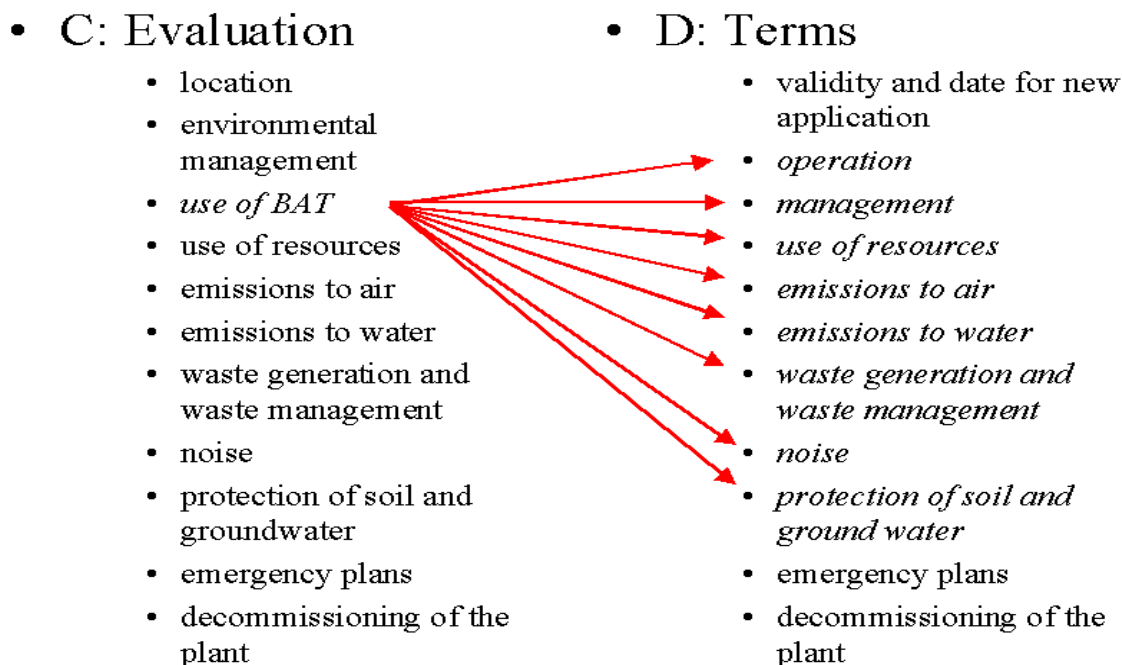 • C: Evaluation
• location
• environmental
management
• use of BAT
• use of resources
• emissions to air
• emissions to water
• waste generation and
waste management
• noise
• protection of soil and
groundwater
• emergency plans
• decommissioning of the
plant
• D: Terms
• validity and date for new
application
• operation
• management
• use of resources
• emissions to air
• emissions to water
• waste generation and
waste management
• noise
• protection of soil and
ground water
• emergency plans
• decommissioning of the
plant